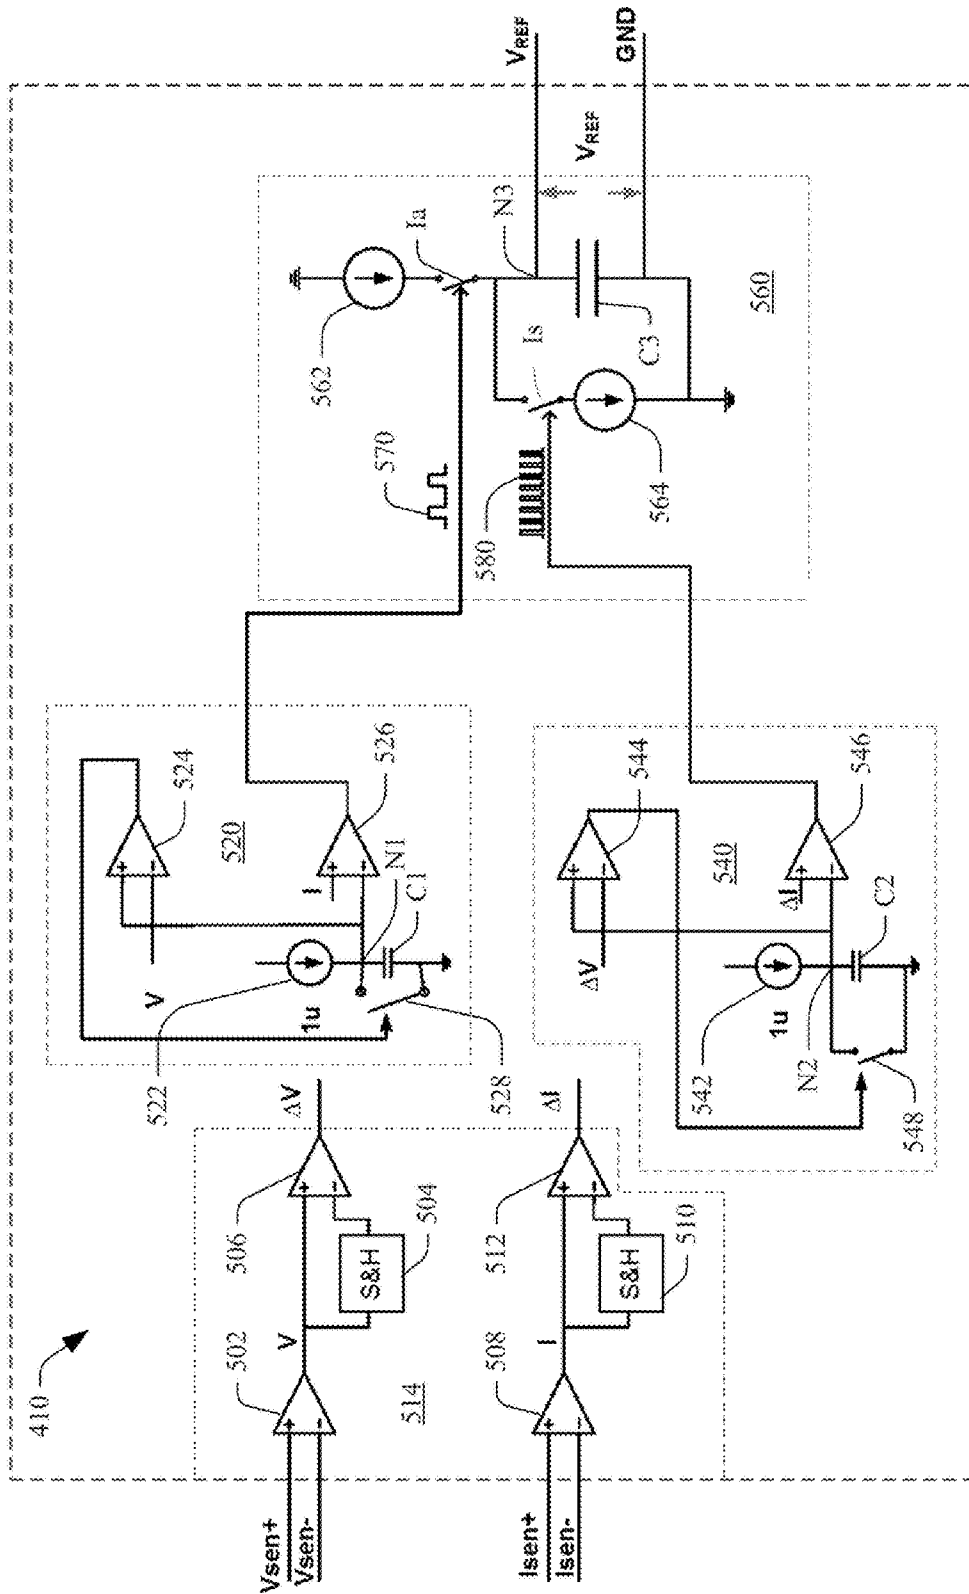 410
Vsen+
Vsen-
502
V
506
ΔV
S&H
504
514
Isen+
Isen-
508
I
512
ΔI
S&H
510
522
1u
V
524
520
I
526
N1
C1
528
542
1u
ΔV
544
540
ΔI
546
C2
N2
548
570
580
562
Ia
Is
564
C3
N3
560
VREF
VREF
GND